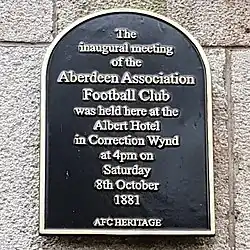 The
inaugural meeting
of the
Aberdeen Association
Football Club
was held here at the
Albert Hotel
in Correction Wynd
at 4pm on
Saturday
8th October
1881
AFC HERITAGE